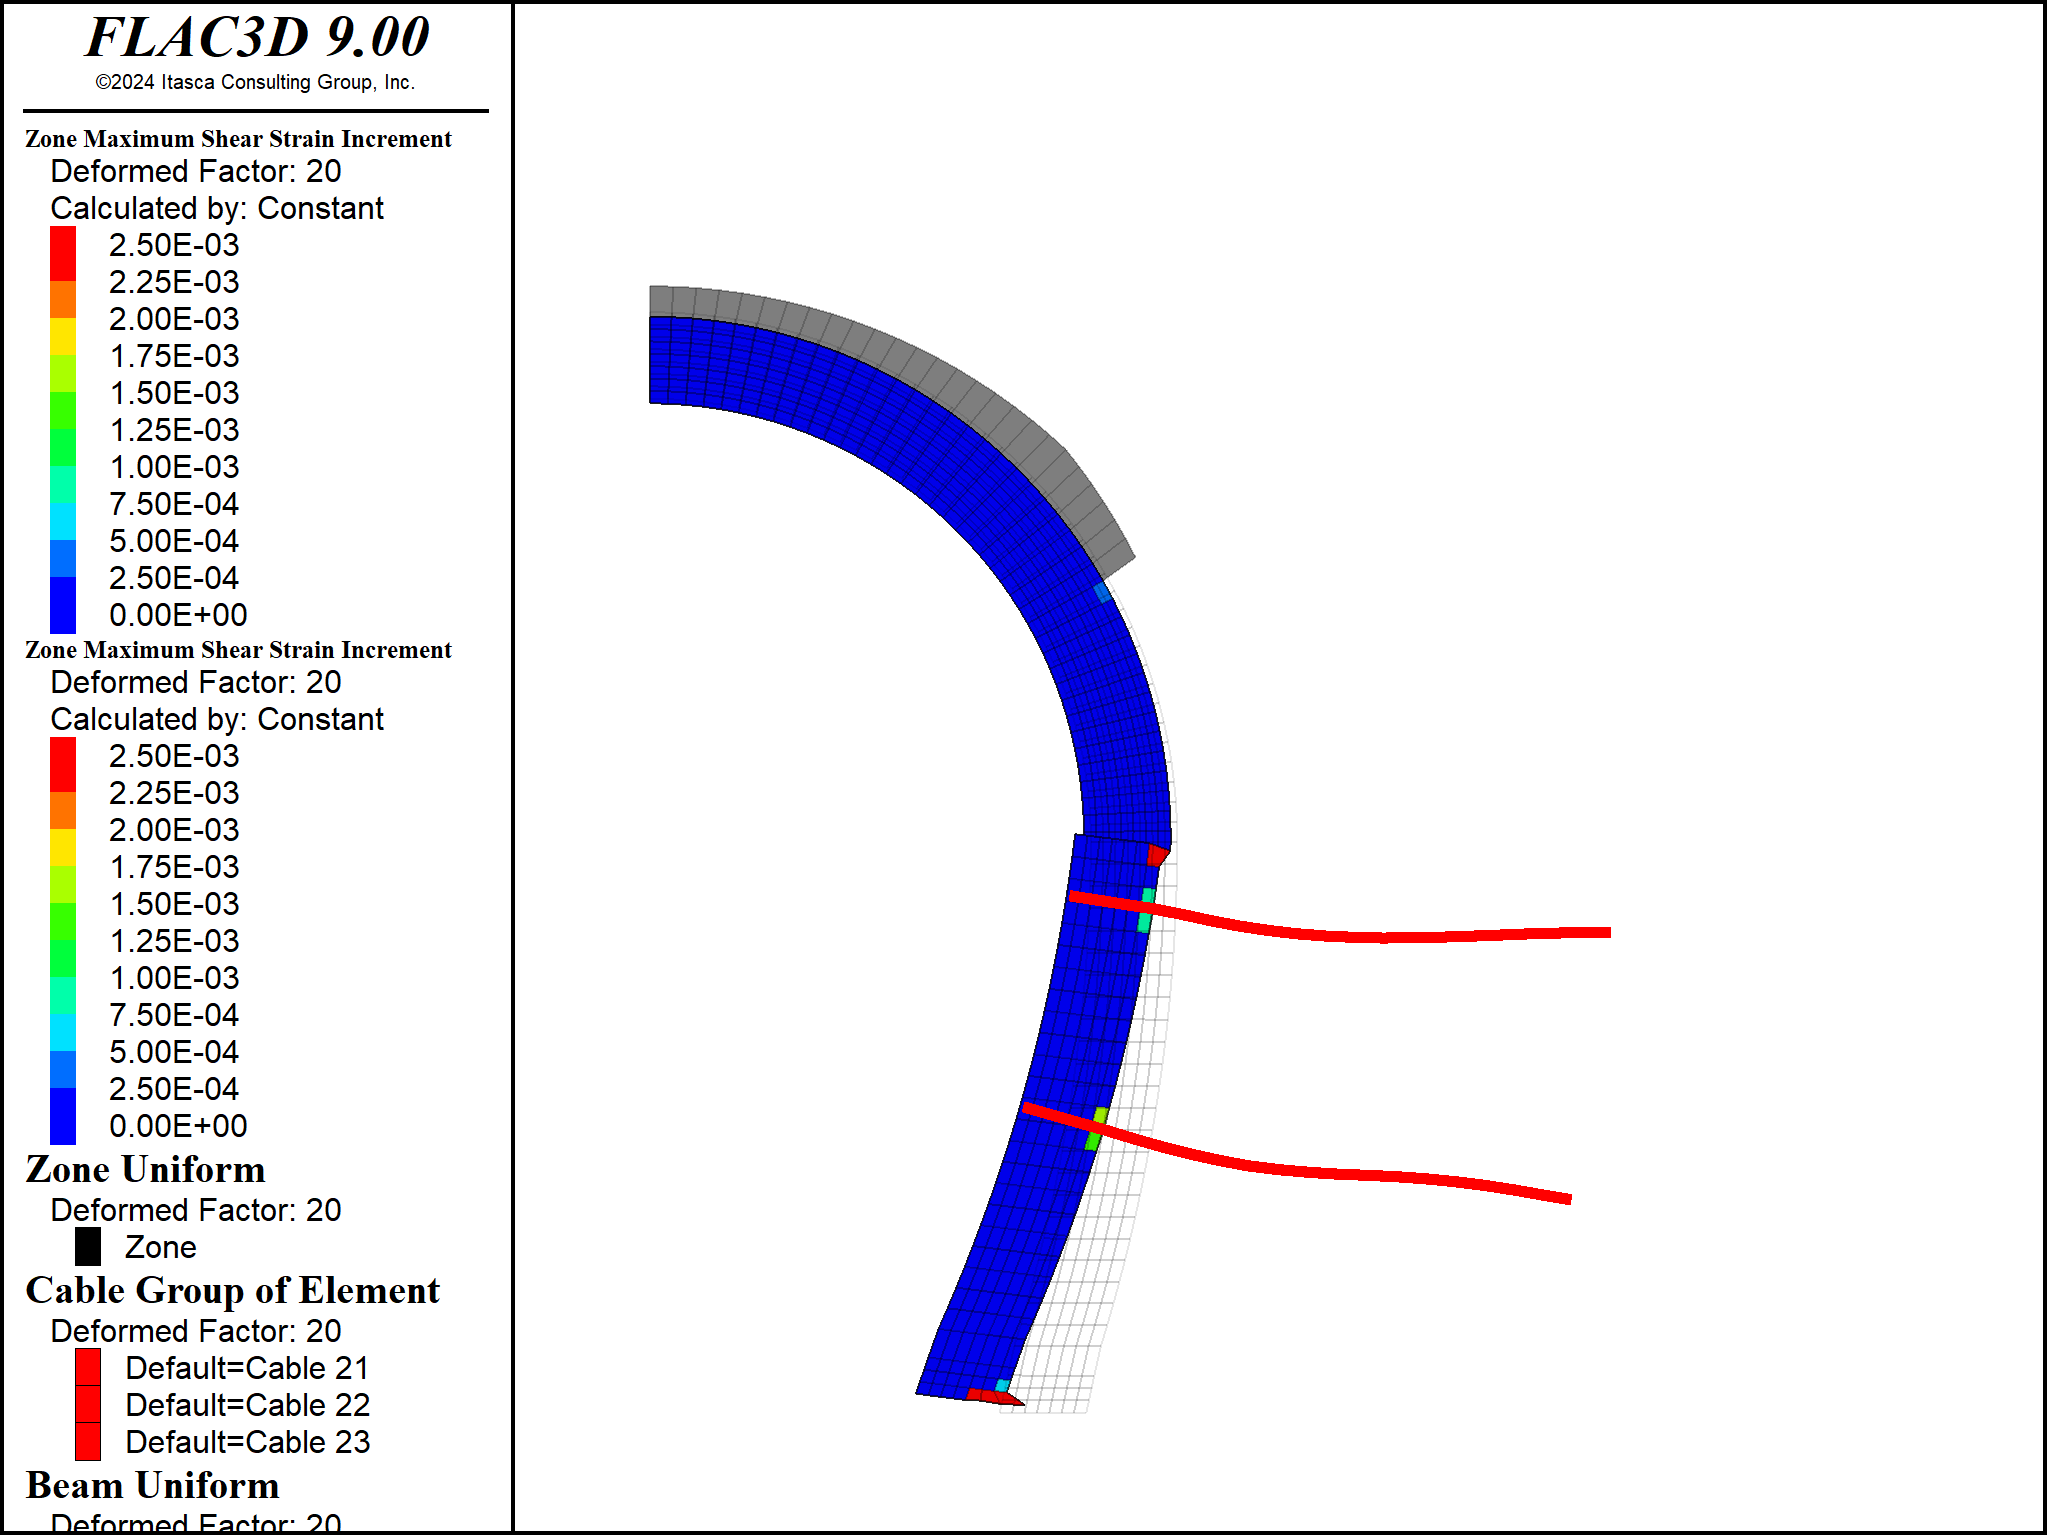 FLAC3D 9.00
©2024 Itasca Consulting Group, Inc.
Zone Maximum Shear Strain Increment
Deformed Factor: 20
Calculated by: Constant
2.50E-03
2.25E-03
2.00E-03
1.75E-03
1.50E-03
1.25E-03
1.00E-03
7.50E-04
5.00E-04
2.50E-04
0.00E+00
Zone Maximum Shear Strain Increment
Deformed Factor: 20
Calculated by: Constant
2.50E-03
2.25E-03
2.00E-03
1.75E-03
1.50E-03
1.25E-03
1.00E-03
7.50E-04
5.00E-04
2.50E-04
0.00E+00
Zone Uniform
Deformed Factor: 20
Zone
Cable Group of Element
Deformed Factor: 20
Default=Cable 21
Default=Cable 22
Default=Cable 23
Beam Uniform
Deformed Factor: 20